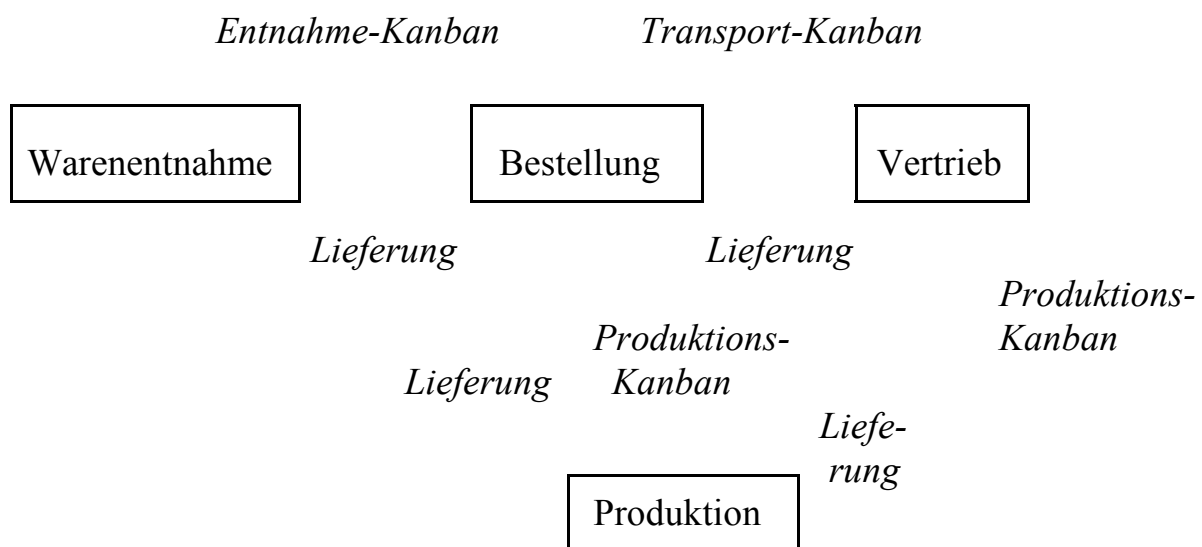 Entnahme-Kanban Transport-Kanban
Warenentnahme Bestellung Vertrieb
Lieferung Lieferung
Produktions-
Kanban
Produktions-
Lieferung Kanban
Liefe-
rung
Produktion